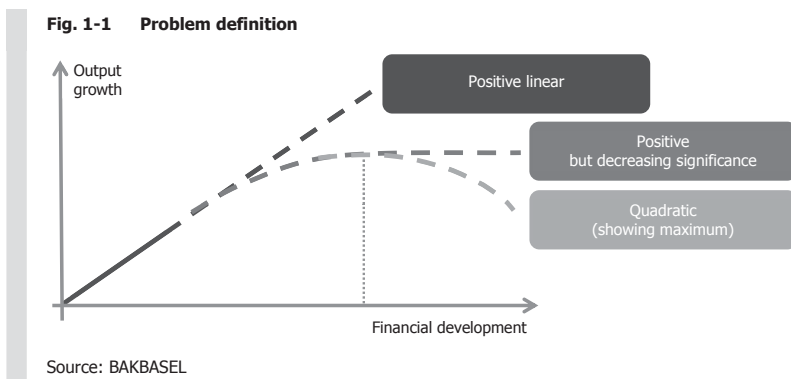 Fig. 1-1 Problem definition
Output
growth
Positive linear
Positive
but decreasing significance
Quadratic
(showing maximum)
Financial development
Source: BAKBASEL